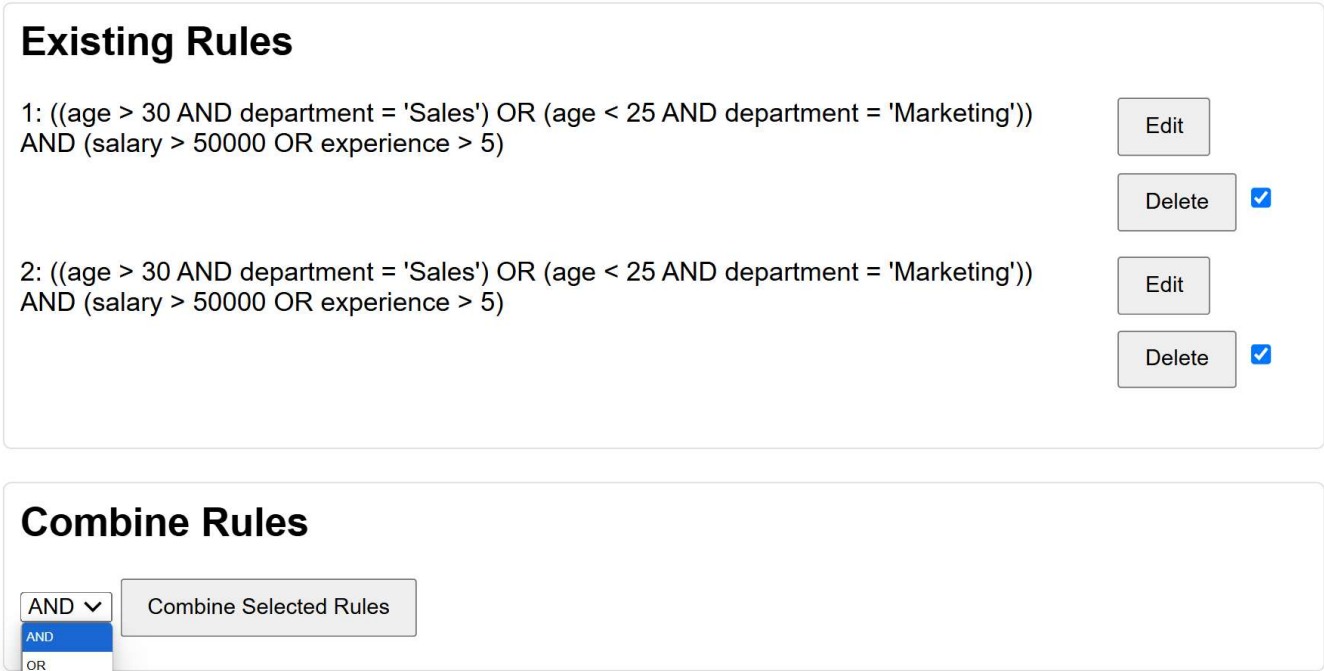 Existing Rules
1: ((age > 30 AND department = 'Sales') OR (age < 25 AND department = 'Marketing'))
AND (salary > 50000 OR experience > 5)
Edit
Delete
2: ((age > 30 AND department = 'Sales') OR (age < 25 AND department = 'Marketing'))
AND (salary > 50000 OR experience > 5)
Edit
Delete
Combine Rules
AND
Combine Selected Rules
AND
OR